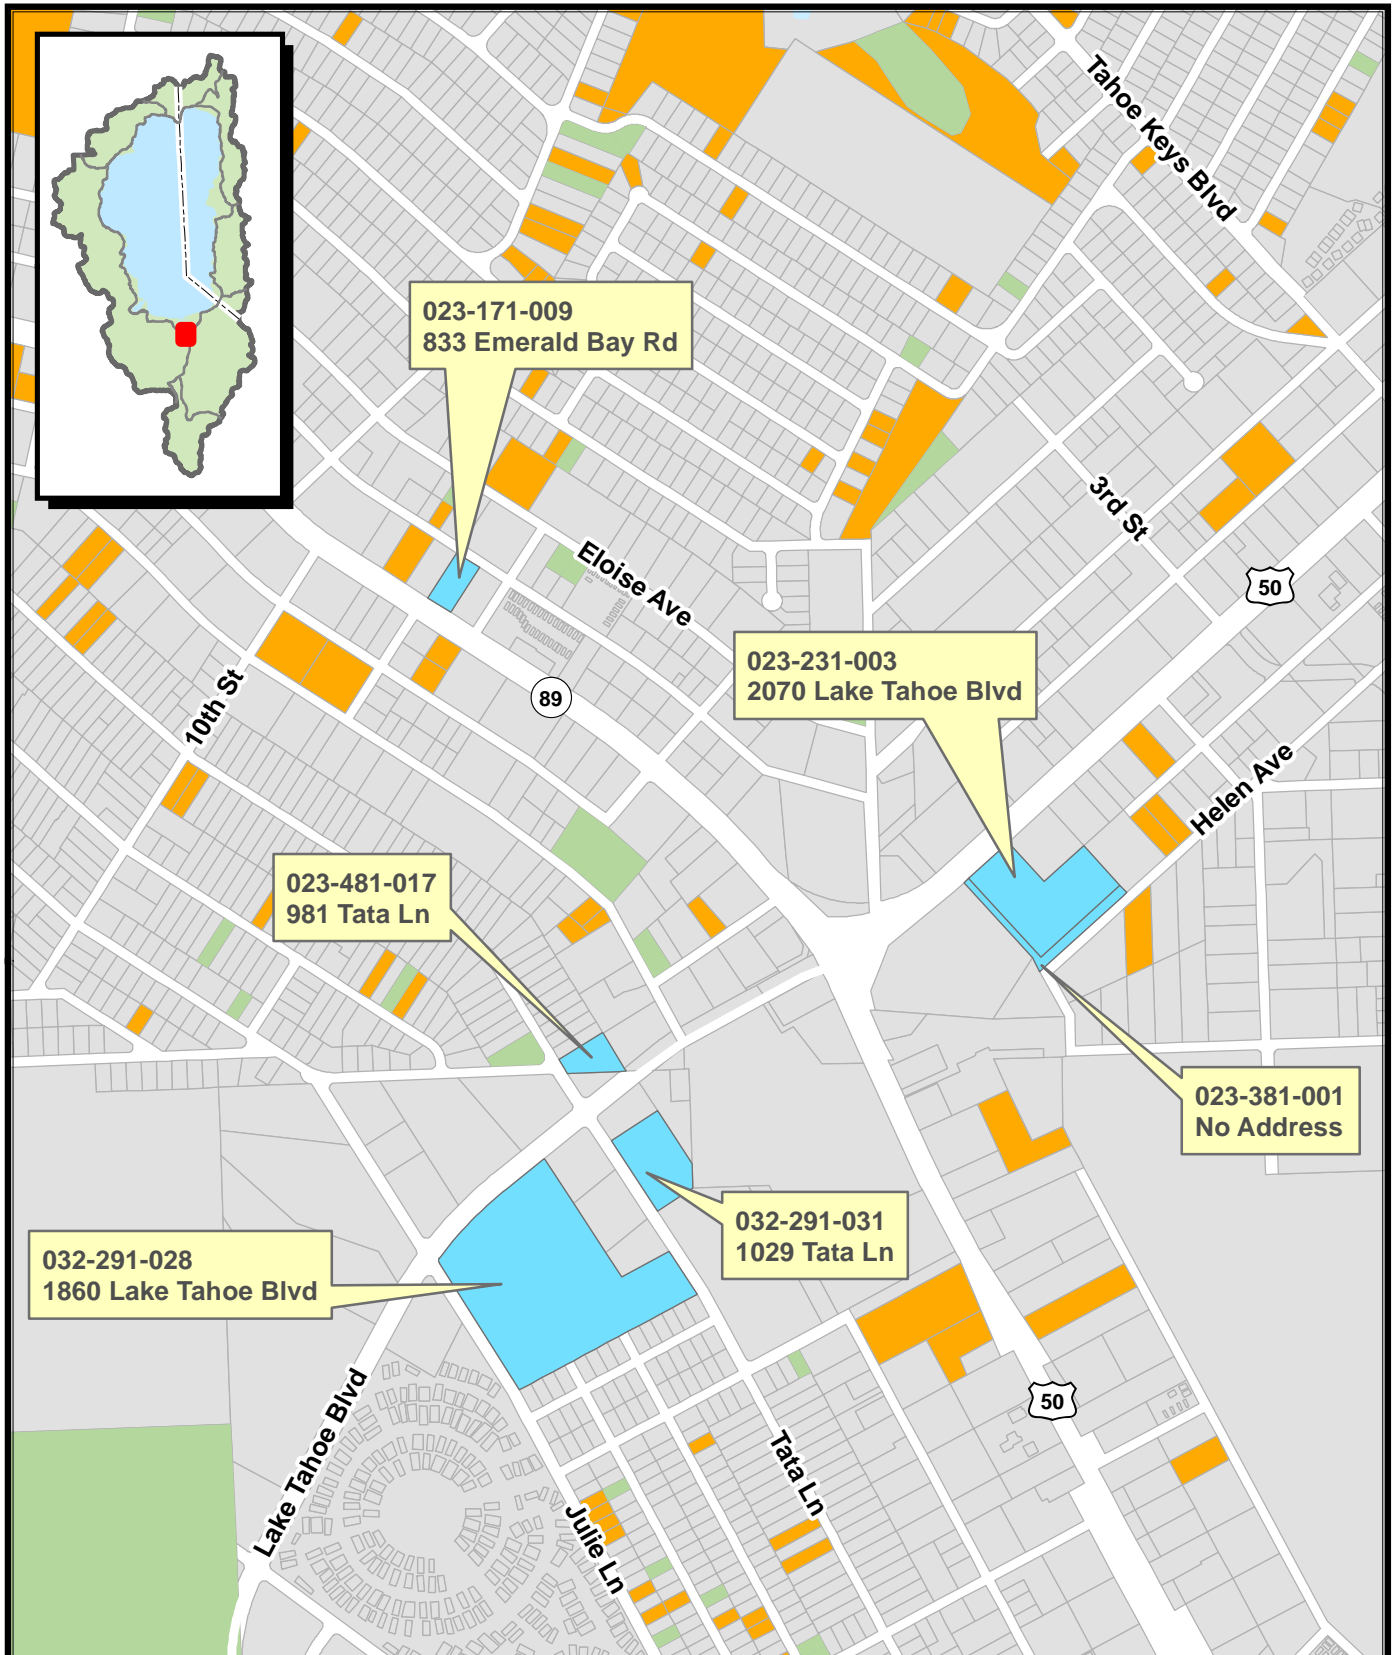 Tahoe Keys Blvd
023-171-009
833 Emerald Bay Rd
3rd St
Eloise Ave
50
023-231-003
2070 Lake Tahoe Blvd
10th St
89
Helen Ave
023-481-017
981 Tata Ln
023-381-001
No Address
032-291-031
1029 Tata Ln
032-291-028
1860 Lake Tahoe Blvd
50
Lake Tahoe Blvd
Tata Ln
Julie Ln